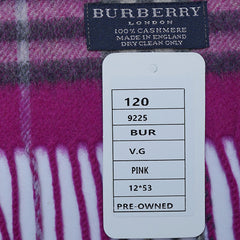 BURBERRY
LONDON
100% CASHMERE
MADE IN ENGLAND
DRY CLEAN ONLY
120
9225
BUR
V.G
PINK
12*53
PRE-OWNED